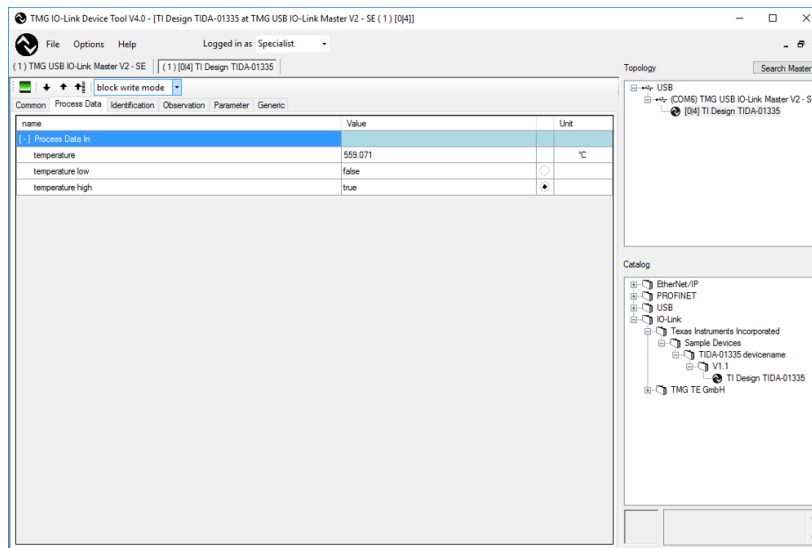 TMG IO-Link Device Tool V4.0 - [TI Design TIDA-01335 at TMG USB IO-Link Master V2 - SE ( 1 ) [0|4]]
File Options Help Logged in as Specialist
( 1 ) TMG USB IO-Link Master V2 - SE ( 1 ) [0|4] TI Design TIDA-01335
block write mode
Common Process Data Identification Observation Parameter Generic
name Value Unit
[ - ] Process Data In
temperature 559.071 °C
temperature low false
temperature high true
Topology Search Master
USB
(COM6) TMG USB IO-Link Master V2 - S
[0|4] TI Design TIDA-01335
Catalog
EtherNet/IP
PROFINET
USB
IO-Link
Texas Instruments Incorporated
Sample Devices
TIDA-01335 devicename
V1.1
TI Design TIDA-01335
TMG TE GmbH